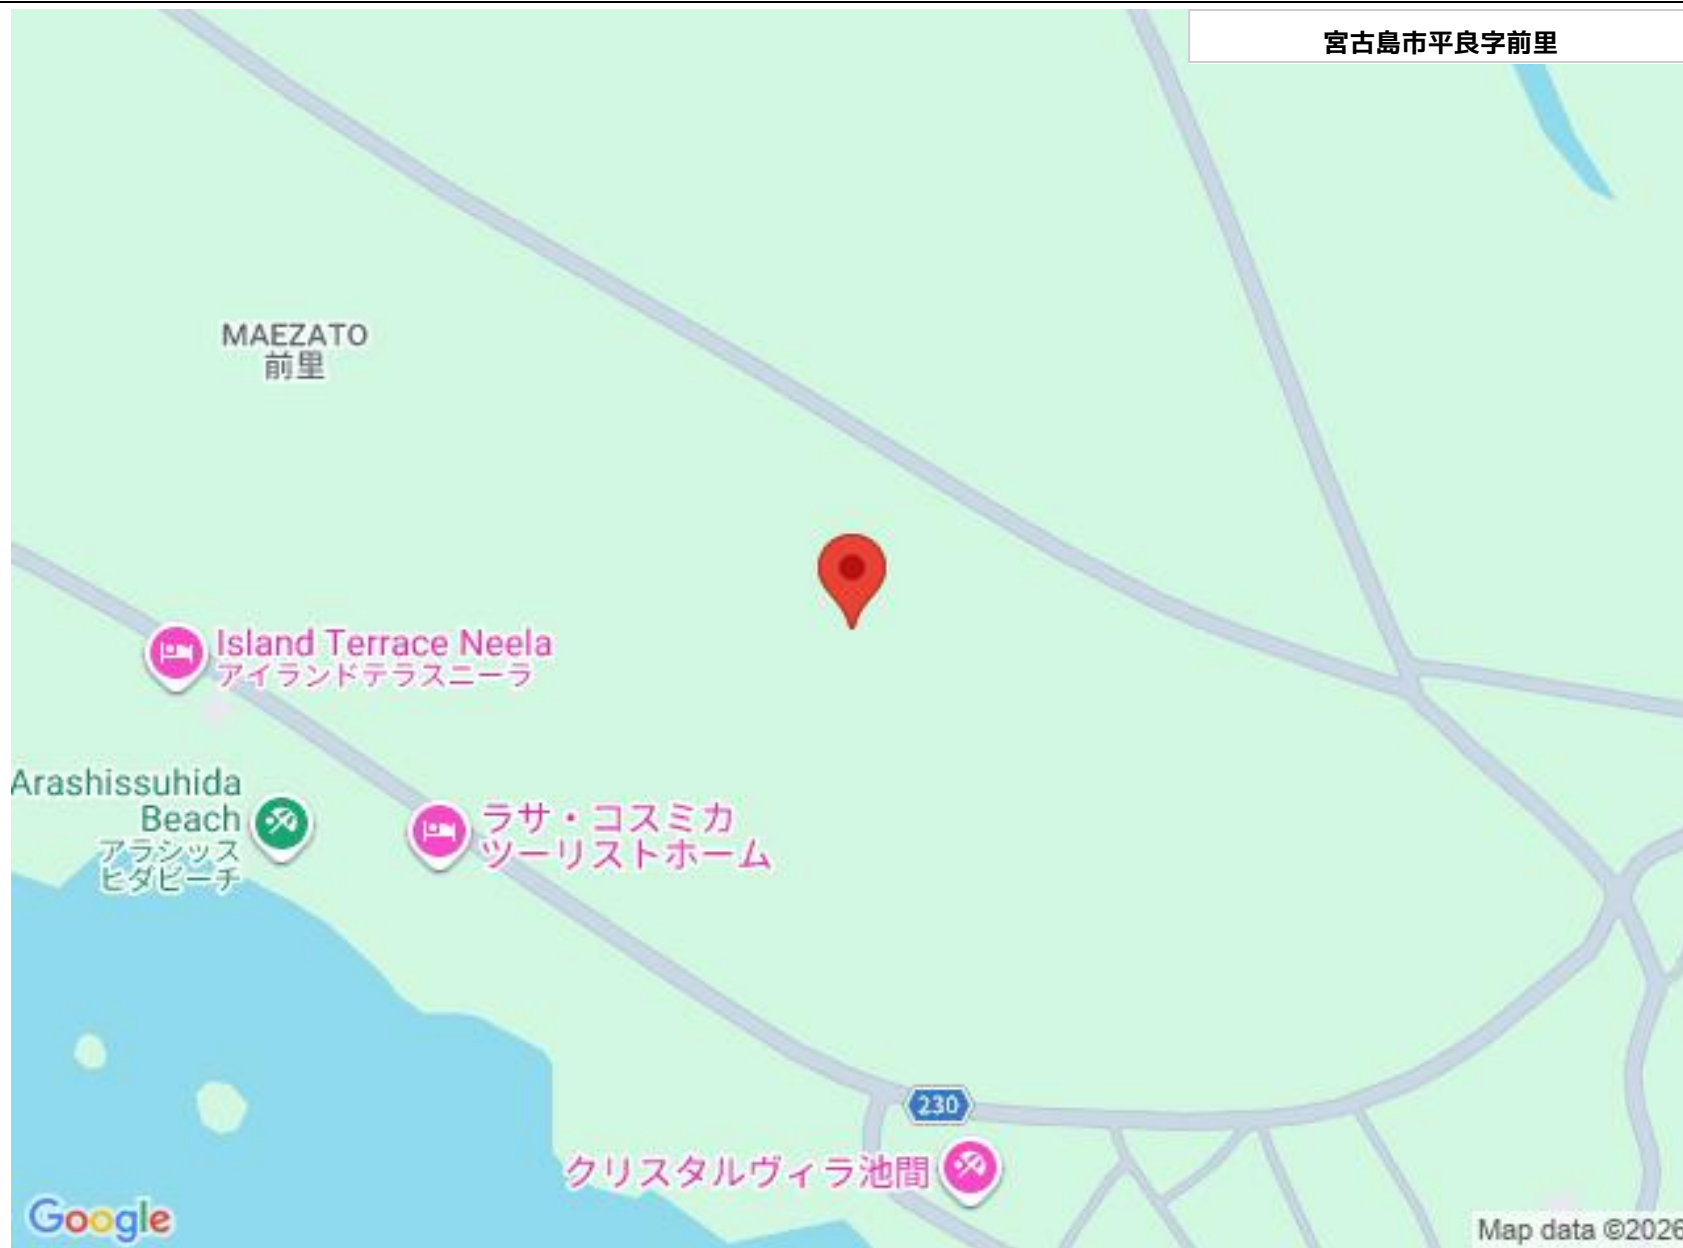 宮古島市平良字前里
MAEZATO
前里
Island Terrace Neela
アイランドテラスニーラ
Arashissuhida
Beach
アラシッス
ヒダビーチ
ラサ・コスミカ
ツーリストホーム
230
クリスタルヴィラ池間
Google
Map data ©2026